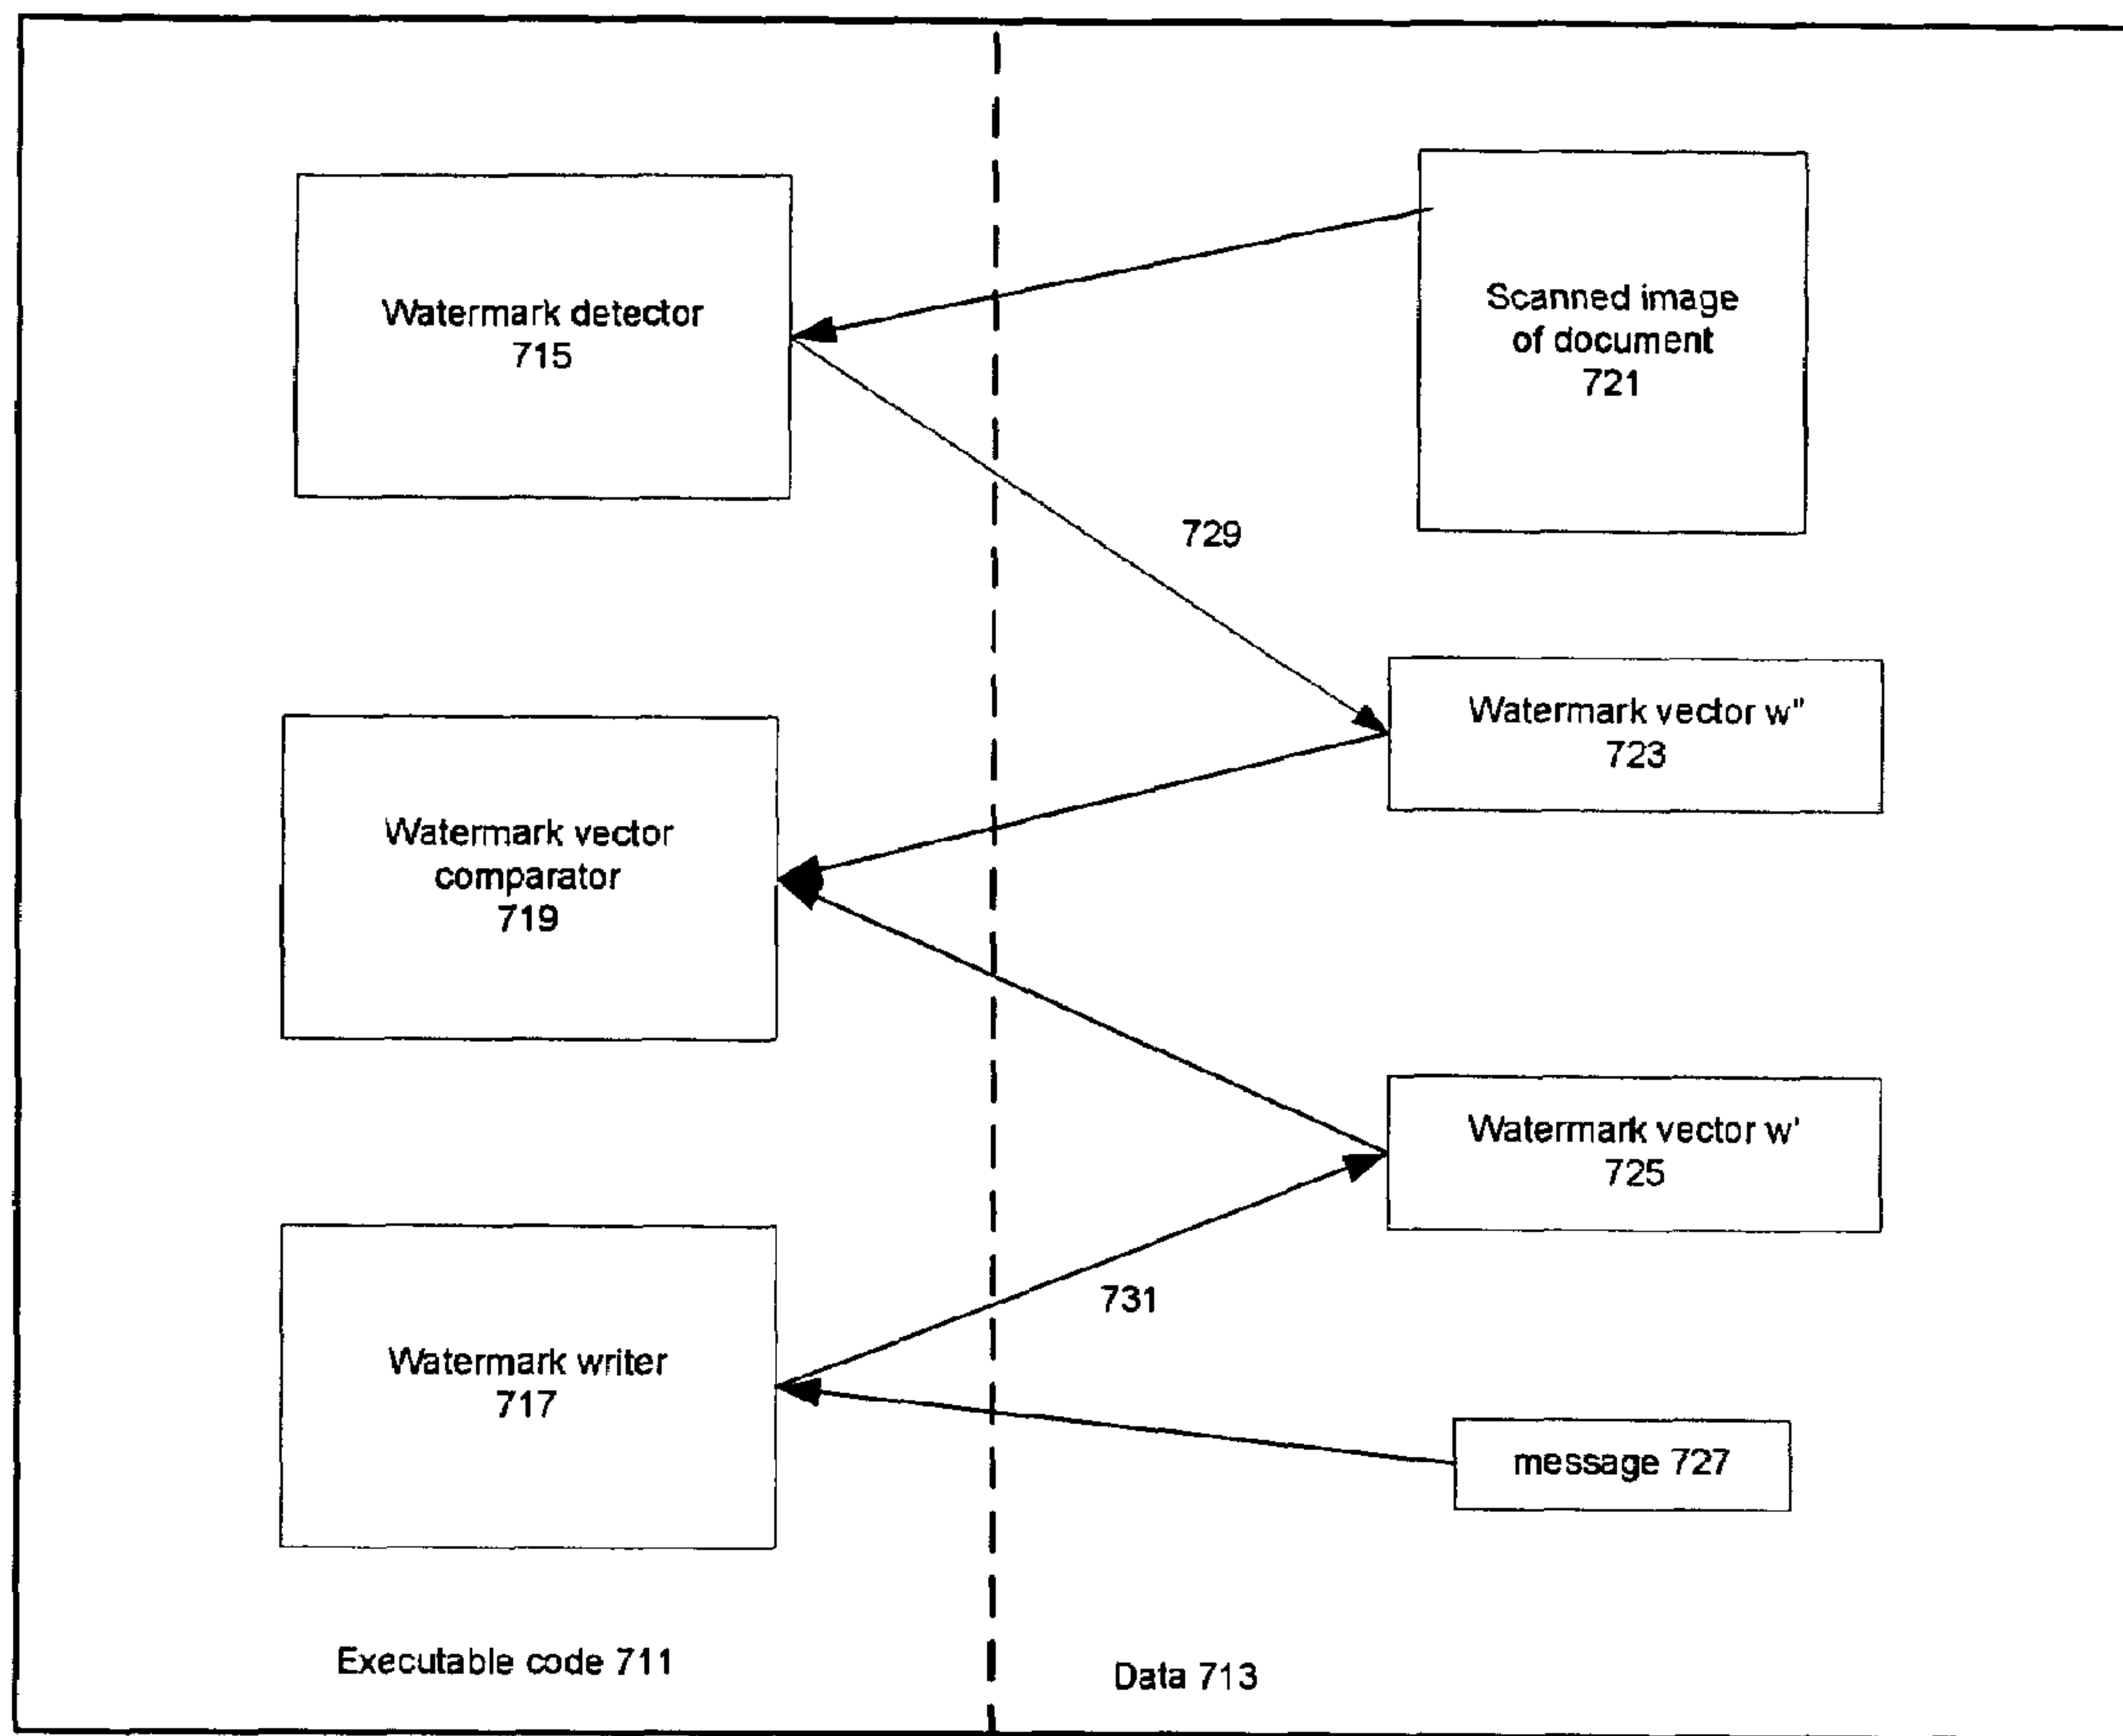 Watermark detector
715
Scanned image
of document
721
729
Watermark vector w"
723
Watermark vector
comparator
719
Watermark vector w'
725
731
Watermark writer
717
message 727
Executable code 711
Data 713